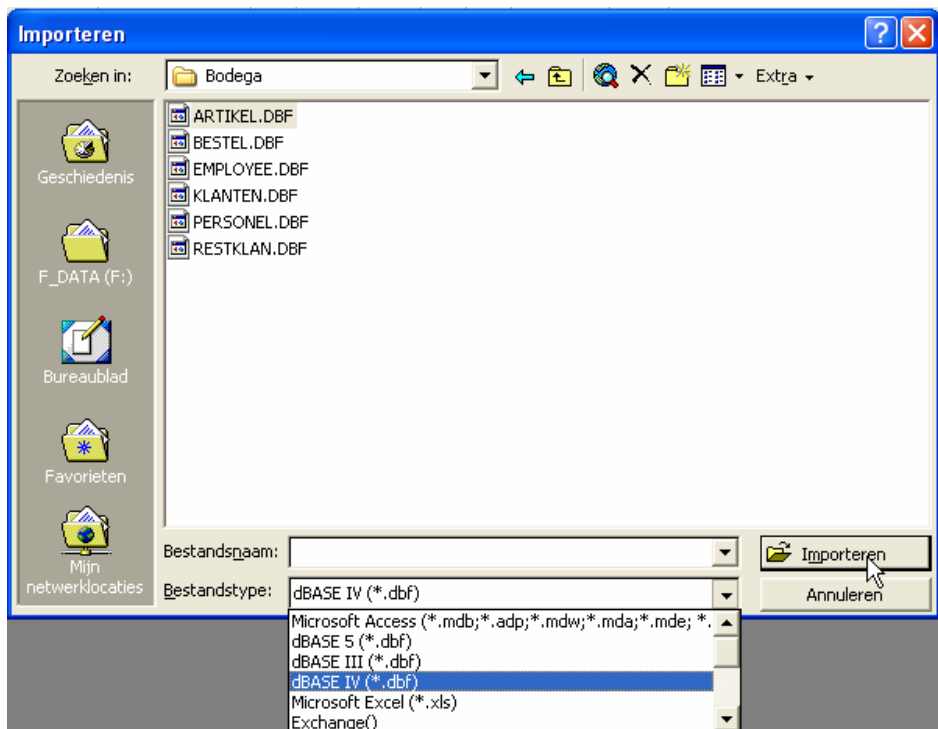 Importeren
Zoeken in:
Bodega
Extra
ARTIKEL.DBF
BESTEL.DBF
EMPLOYEE.DBF
KLANTEN.DBF
PERSONEL.DBF
RESTKLAN.DBF
Geschiedenis
F_DATA (F:)
Bureaublad
Favorieten
Mijn
netwerklocaties
Bestandsnaam:
Importeren
Bestandstype:
dBASE IV (*.dbf)
Annuleren
Microsoft Access (*.mdb;*.adp;*.mdw;*.mda;*.mde; *.
dBASE 5 (*.dbf)
dBASE III (*.dbf)
dBASE IV (*.dbf)
Microsoft Excel (*.xls)
Exchange()